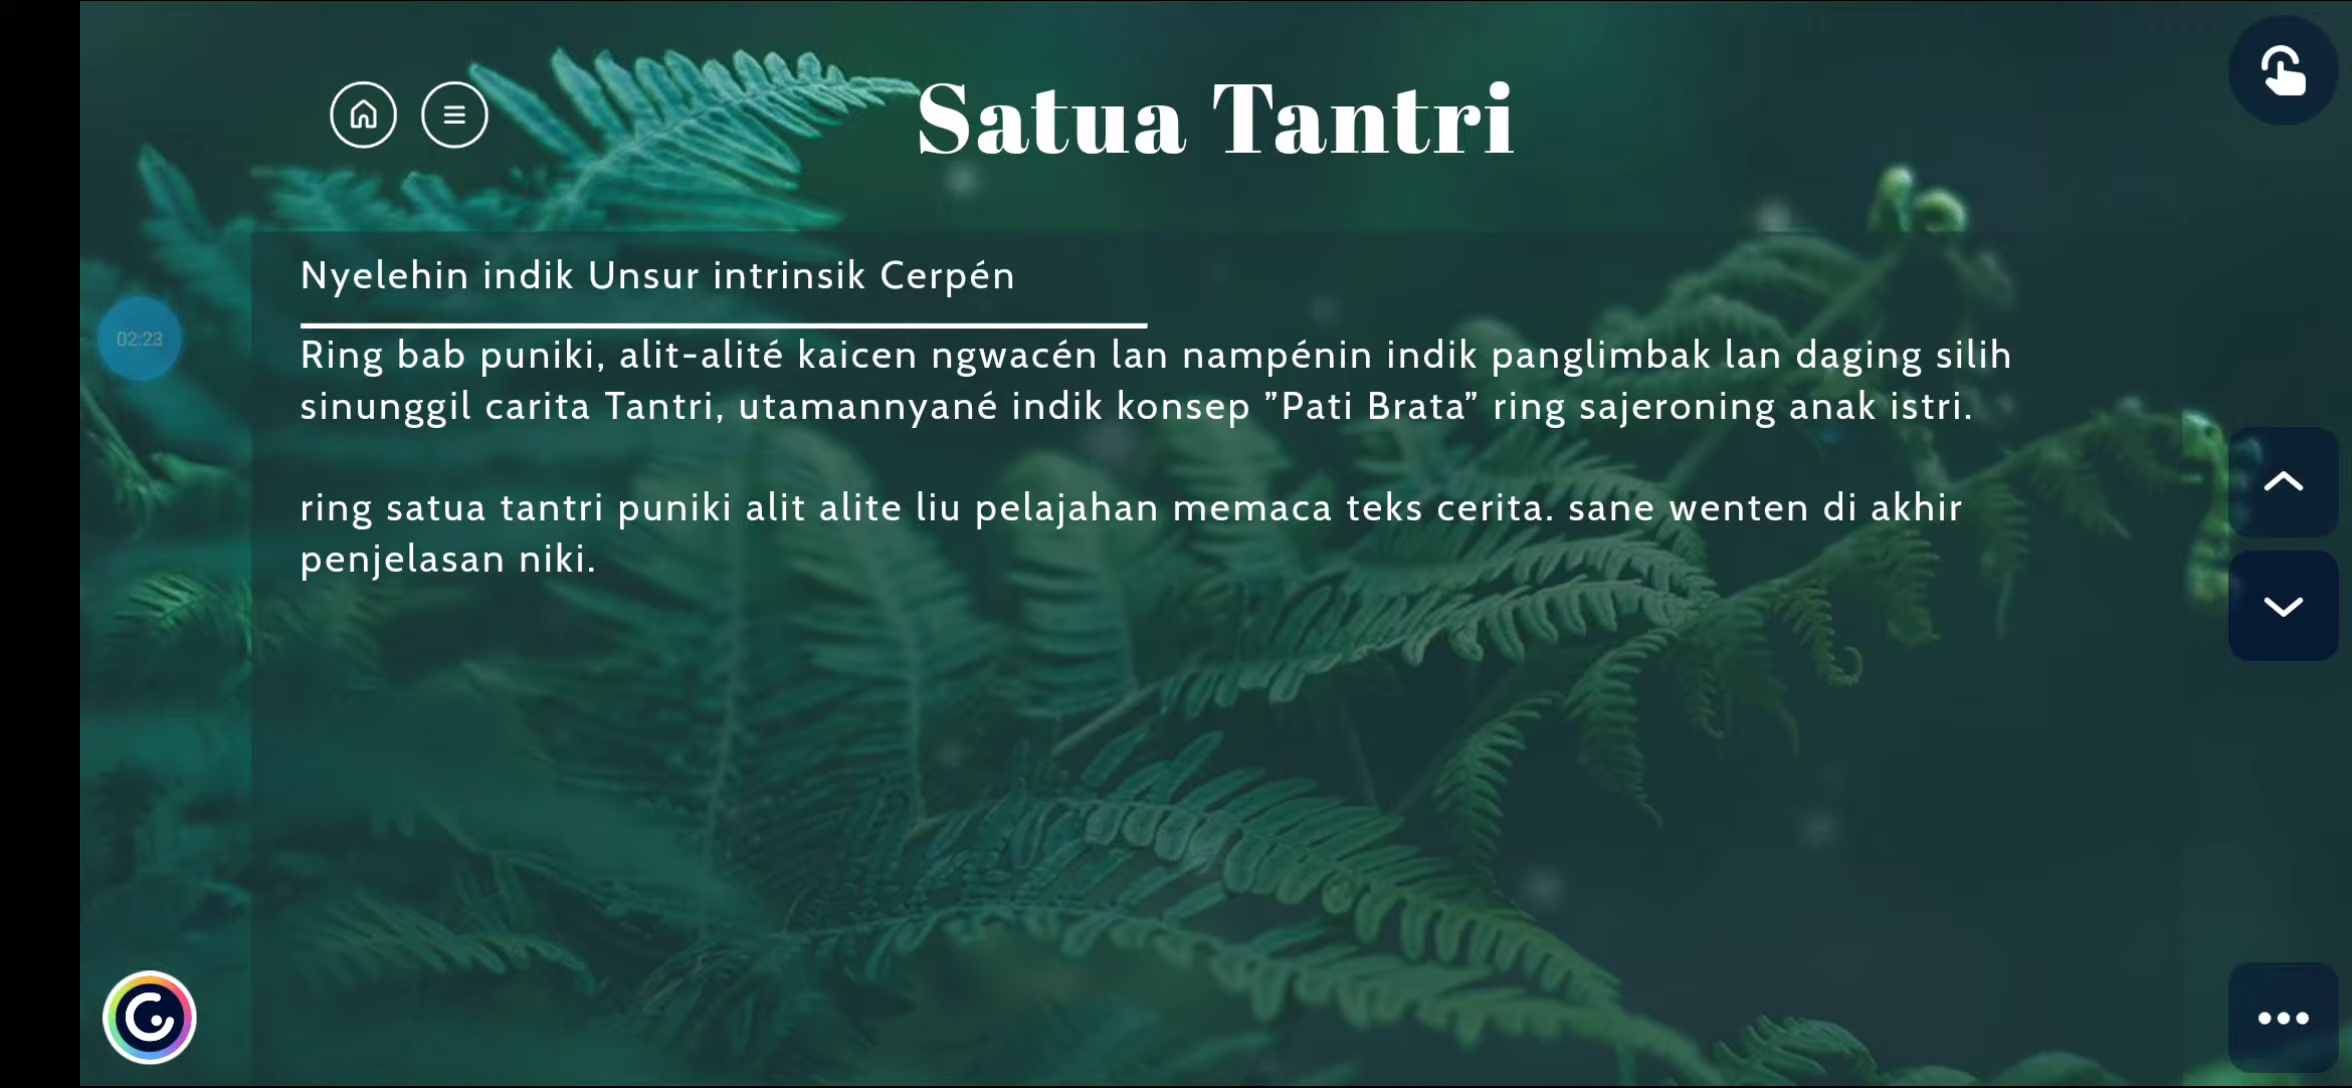 Satua Tantri
Nyelehin indik Unsur intrinsik Cerpén
02:23
Ring bab puniki, alit-alité kaicen ngwacén lan nampénin indik panglimbak lan daging silih
sinunggil carita Tantri, utamannyané indik konsep ”Pati Brata” ring sajeroning anak istri.
ring satua tantri puniki alit alite liu pelajahan memaca teks cerita. sane wenten di akhir
penjelasan niki.